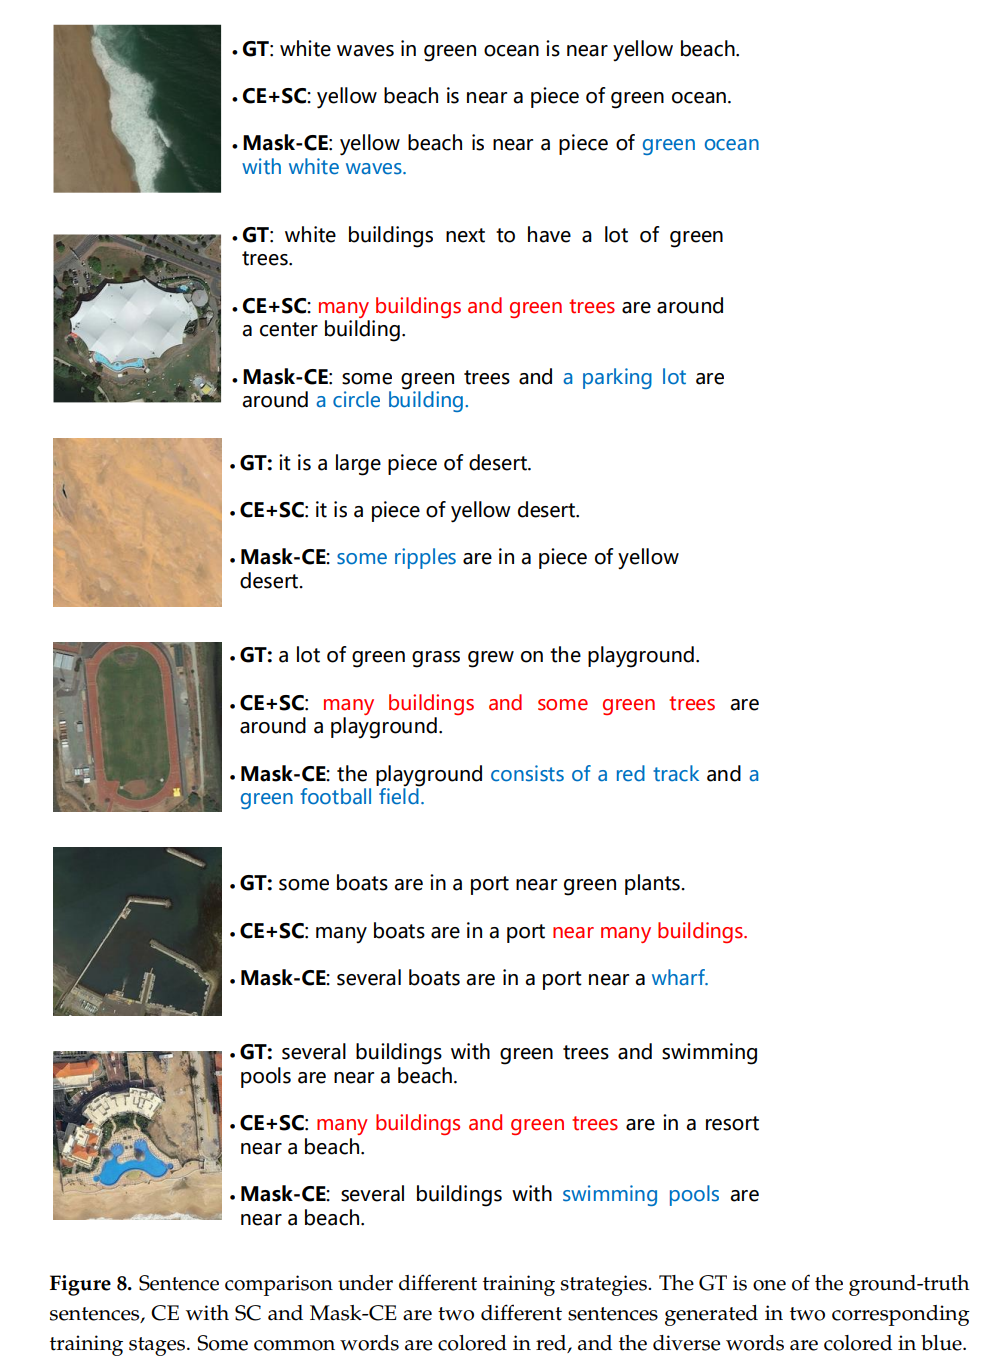 • GT: white waves in green ocean is near yellow beach.
• CE+SC: yellow beach is near a piece of green ocean.
• Mask-CE: yellow beach is near a piece of green ocean
with white waves.
• GT: white buildings next to have a lot of green
trees.
• CE+SC: many buildings and green trees are around
a center building.
• Mask-CE: some green trees and a parking lot are
around a circle building.
• GT: it is a large piece of desert.
• CE+SC: it is a piece of yellow desert.
• Mask-CE: some ripples are in a piece of yellow
desert.
• GT: a lot of green grass grew on the playground.
• CE+SC: many buildings and some green trees are
around a playground.
• Mask-CE: the playground consists of a red track and a
green football field.
• GT: some boats are in a port near green plants.
• CE+SC: many boats are in a port near many buildings.
• Mask-CE: several boats are in a port near a wharf.
• GT: several buildings with green trees and swimming
pools are near a beach.
• CE+SC: many buildings and green trees are in a resort
near a beach.
• Mask-CE: several buildings with swimming pools are
near a beach.
Figure 8. Sentence comparison under different training strategies. The GT is one of the ground-truth
sentences, CE with SC and Mask-CE are two different sentences generated in two corresponding
training stages. Some common words are colored in red, and the diverse words are colored in blue.